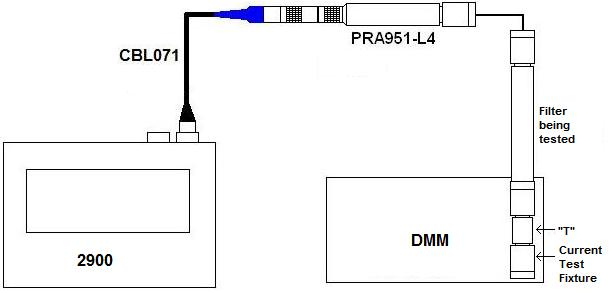 PRA951-L4
CBL071
Filter
being
tested
"T"
DMM
Current
Test
Fixture
2900